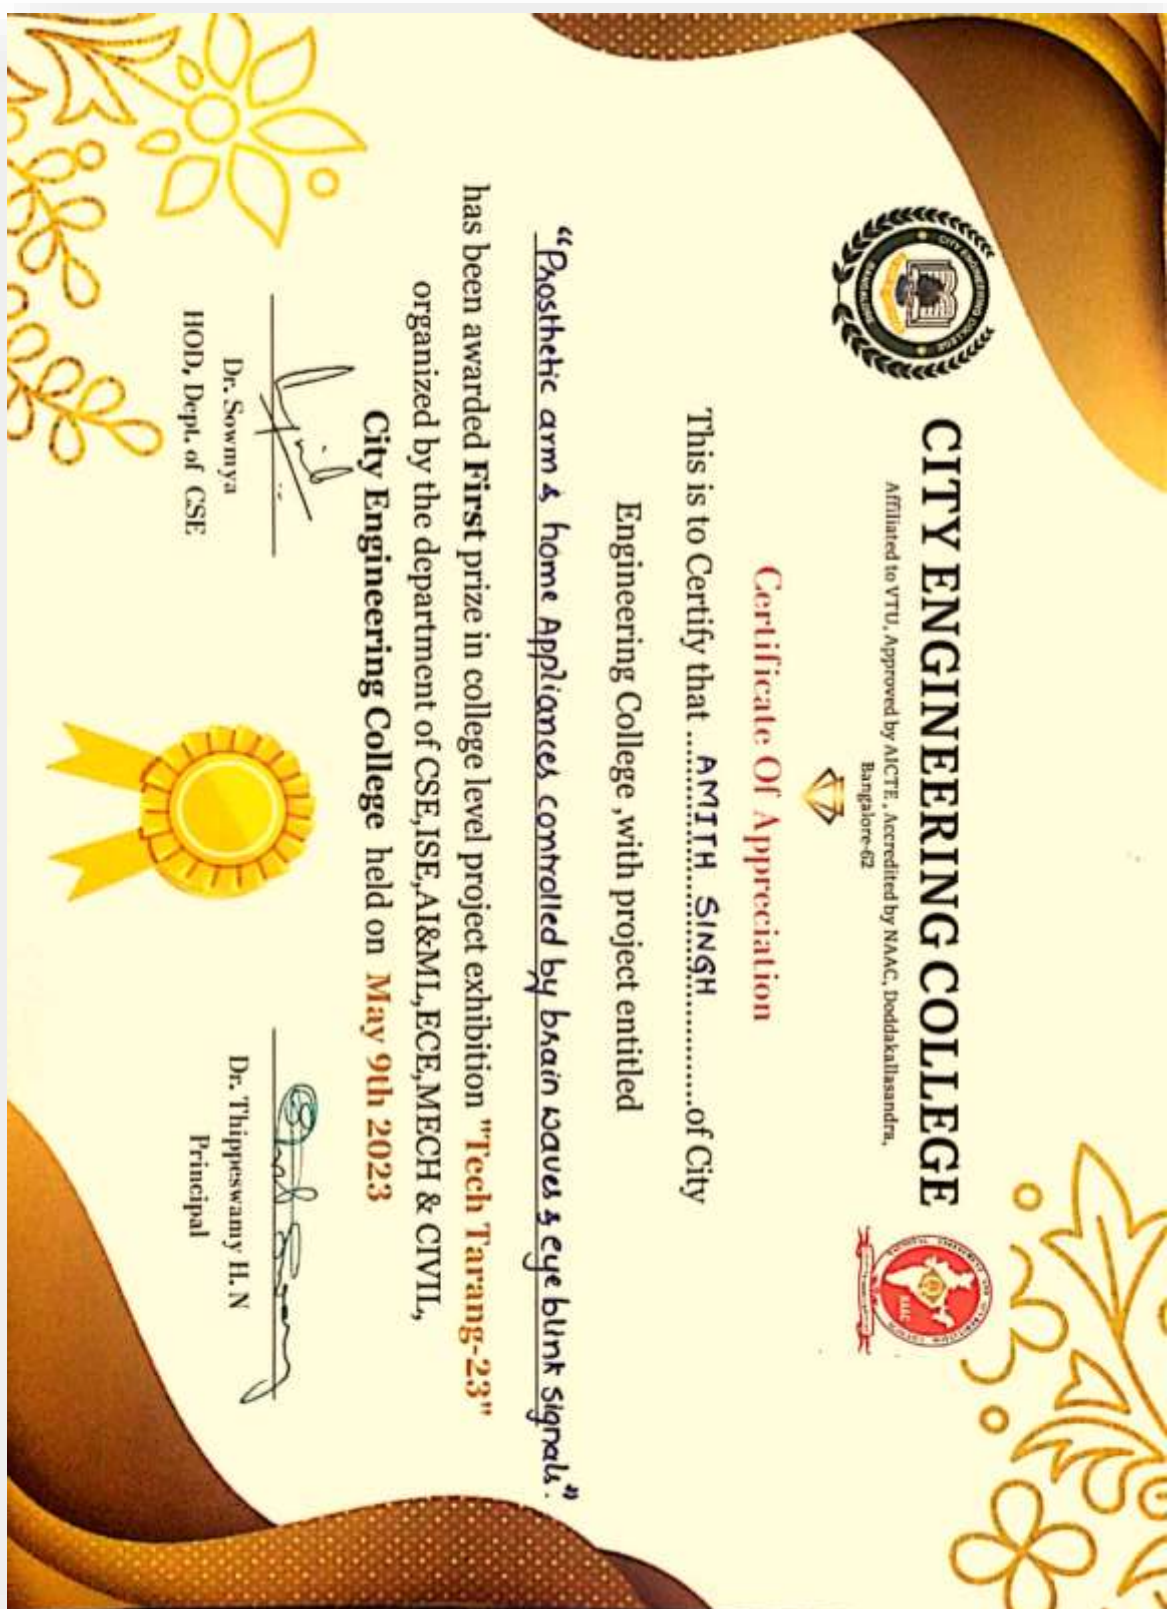 CITY ENGINEERING COLLEGE
Affiliated to VTU, Approved by AICTE , Accredited by NAAC, Doddakallasandra,
Bangalore-62
Certificate Of Appreciation
This is to Certify that ... AMITH SINGH ............of City
Engineering College ,with project entitled
“Prosthetic arm & home Appliances controlled by brain waves & eye blink signals.”
has been awarded First prize in college level project exhibition "Tech Tarang-23"
organized by the department of CSE,ISE,AI&ML,ECE,MECH & CIVIL,
City Engineering College held on May 9th 2023
Dr. Sowmya
HOD, Dept. of CSE
Dr. Thippeswamy H. N
Principal
CITY ENGINEERING COLLEGE